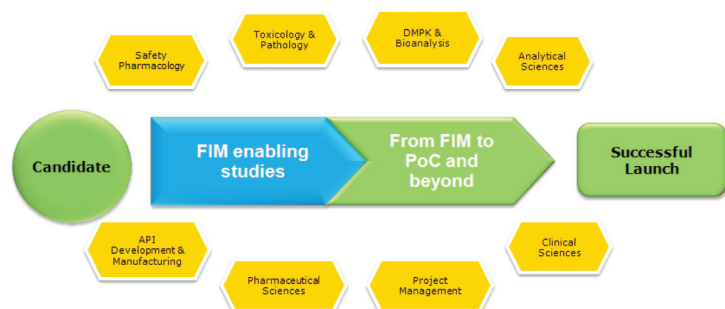 Safety
Pharmacology
Toxicology &
Pathology
DMPK &
Bioanalysis
Analytical
Sciences
Candidate
FIM enabling
studies
From FIM to
PoC and
beyond
Successful
Launch
API
Development &
Manufacturing
Pharmaceutical
Sciences
Project
Management
Clinical
Sciences